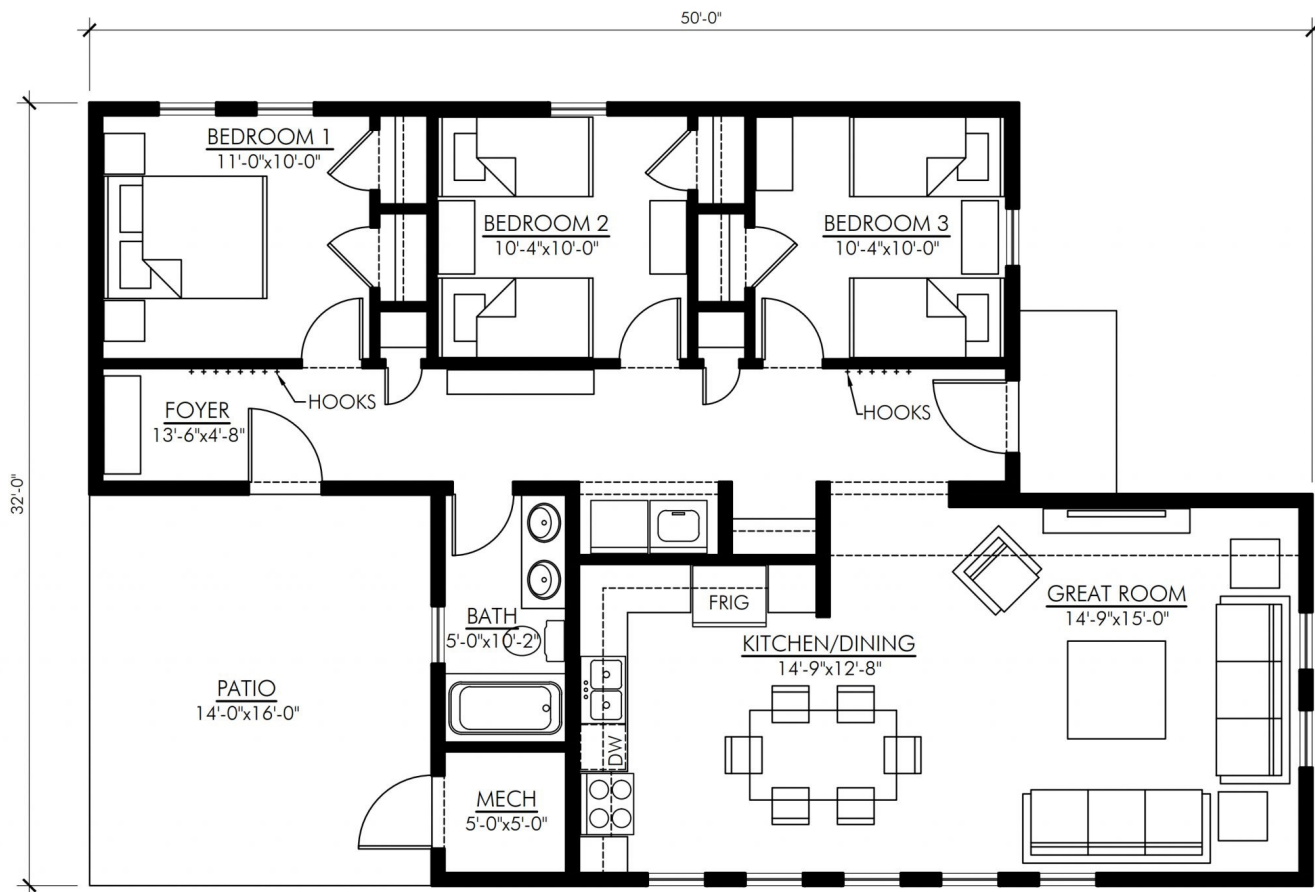 50'-0"
BEDROOM 1
11'-0"x10'-0"
BEDROOM 2
10'-4"x10'-0"
BEDROOM 3
10'-4"x10'-0"
HOOKS
HOOKS
FOYER
13'-6"x4'-8"
32'-0"
BATH
5'-0"x10'-2"
FRIG
GREAT ROOM
14'-9"x15'-0"
KITCHEN/DINING
14'-9"x12'-8"
PATIO
14'-0"x16'-0"
DW
MECH
5'-0"x5'-0"